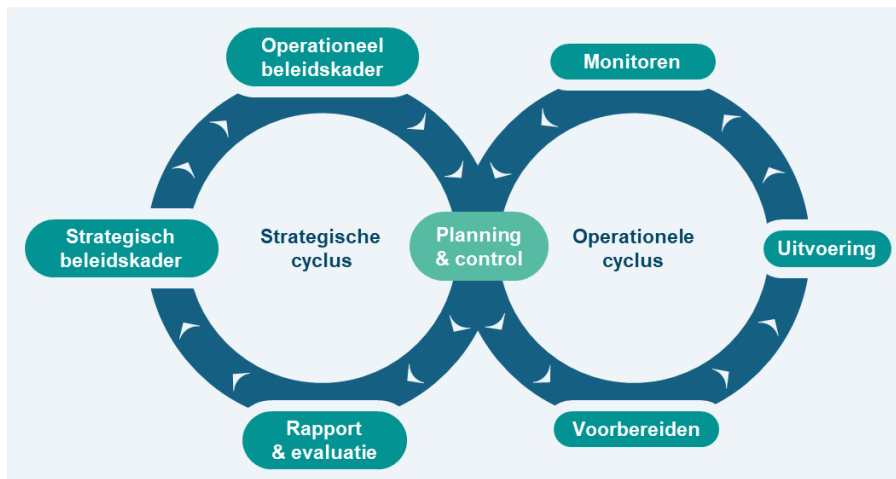 Operationeel
beleidskader
Monitoren
Strategisch
beleidskader
Strategische
cyclus
Planning
& control
Operationele
cyclus
Uitvoering
Rapport
& evaluatie
Voorbereiden